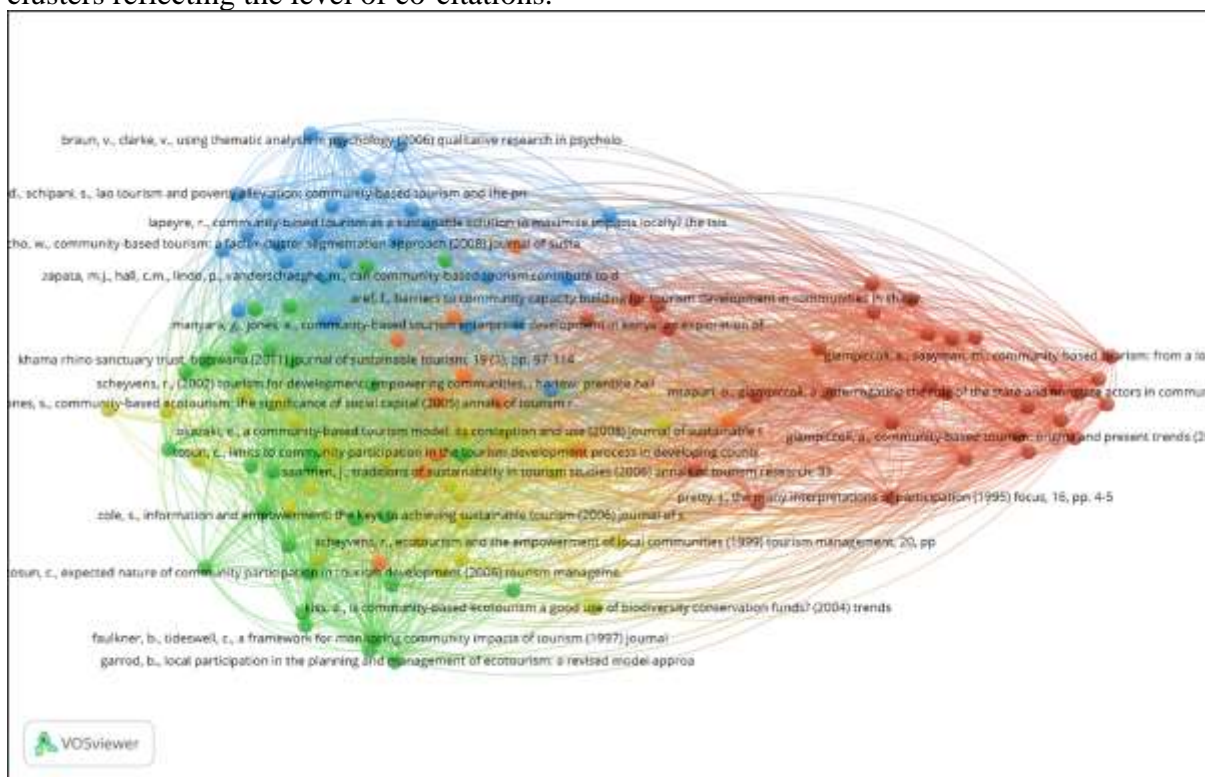 clusters reflecting the level of co-citations.
braun, v., clarke, v., using thematic analysis in psychology (2006) qualitative research in psycholo
d., schipani, s., lao tourism and poverty alleviation: community-based tourism and the pri
lapeyre, r., community-based tourism as a sustainable solution to maximise impacts locally? the tsis
cho, w., community-based tourism: a factor-cluster segmentation approach (2008) journal of susta
zapata, m.j., hall, c.m., lindo, p., vanderschaeghe, m., can community-based tourism contribute to d
aref, f., barriers to community capacity building for tourism development in communities in shiraz
manyara, g., jones, e., community-based tourism enterprises development in kenya: an exploration of
giampiccoli, a., saayman, m., community-based tourism: from a lo
khama rhino sanctuary trust, botswana (2011) journal of sustainable tourism, 19 (1), pp. 97-114
scheyvens, r., (2002) tourism for development: empowering communities, , harlow: prentice hall
mtapuri, o., giampiccoli, a., interrogating the role of the state and nonstate actors in commu
jones, s., community-based ecotourism: the significance of social capital (2005) annals of tourism r
okazaki, e., a community-based tourism model: its conception and use (2008) journal of sustainable t
giampiccoli, a., community-based tourism: origins and present trends (2
tosun, c., limits to community participation in the tourism development process in developing countr
saarinen, j., traditions of sustainability in tourism studies (2006) annals of tourism research, 33
pretty, j., the many interpretations of participation (1995) focus, 16, pp. 4-5
cole, s., information and empowerment: the keys to achieving sustainable tourism (2006) journal of s
scheyvens, r., ecotourism and the empowerment of local communities (1999) tourism management, 20, pp
tosun, c., expected nature of community participation in tourism development (2006) tourism manageme
kiss, a., is community-based ecotourism a good use of biodiversity conservation funds? (2004) trends
faulkner, b., tideswell, c., a framework for monitoring community impacts of tourism (1997) journal
garrod, b., local participation in the planning and management of ecotourism: a revised model approa
VOSviewer